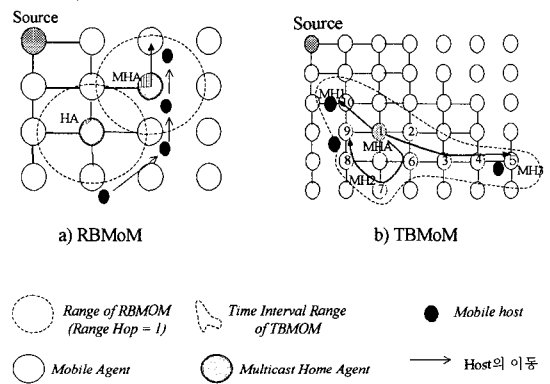 Source
MHA
HA
a) RBMoM
Source
MH1
10
9
1
2
MHA
8
6
3
4
5
MH2
7
MH3
b) TBMoM
Range of RBMOM
(Range Hop = 1)
Time Interval Range
of TBMOM
Mobile host
Mobile Agent
Multicast Home Agent
Host의 이동